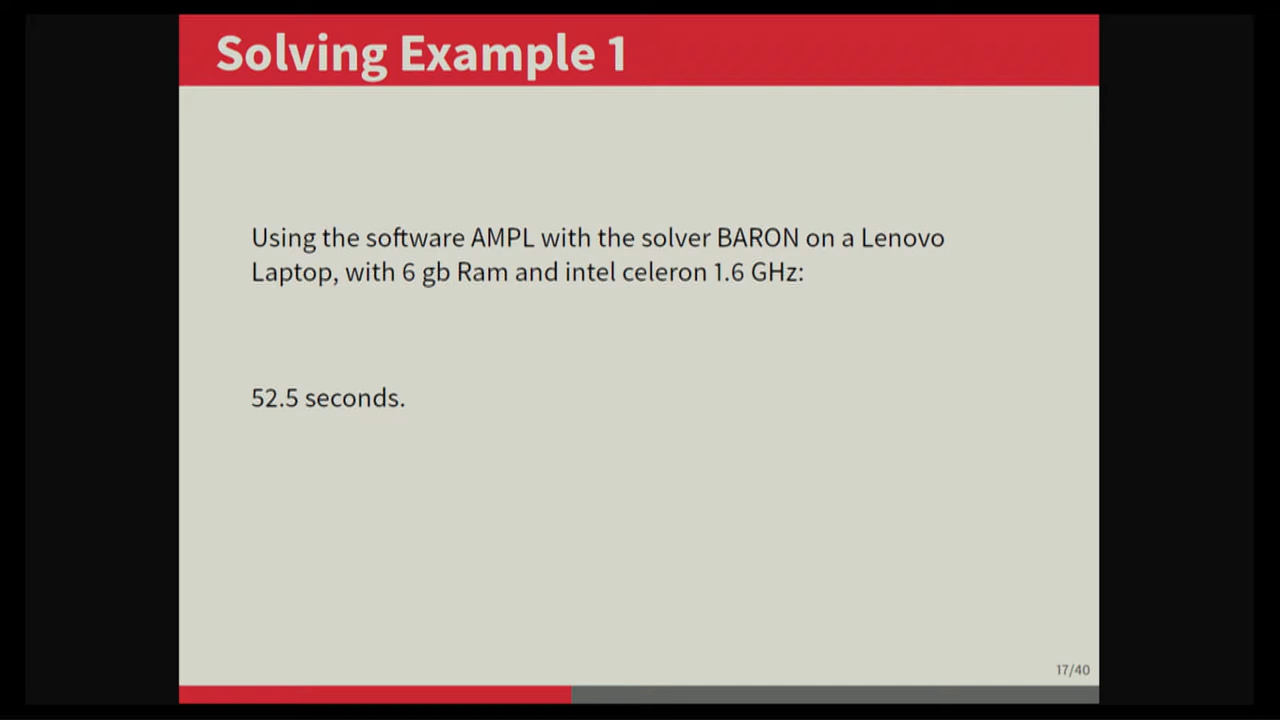 Solving Example 1
Using the software AMPL with the solver BARON on a Lenovo
Laptop, with 6 gb Ram and intel celeron 1.6 GHz:
52.5 seconds.
17/40